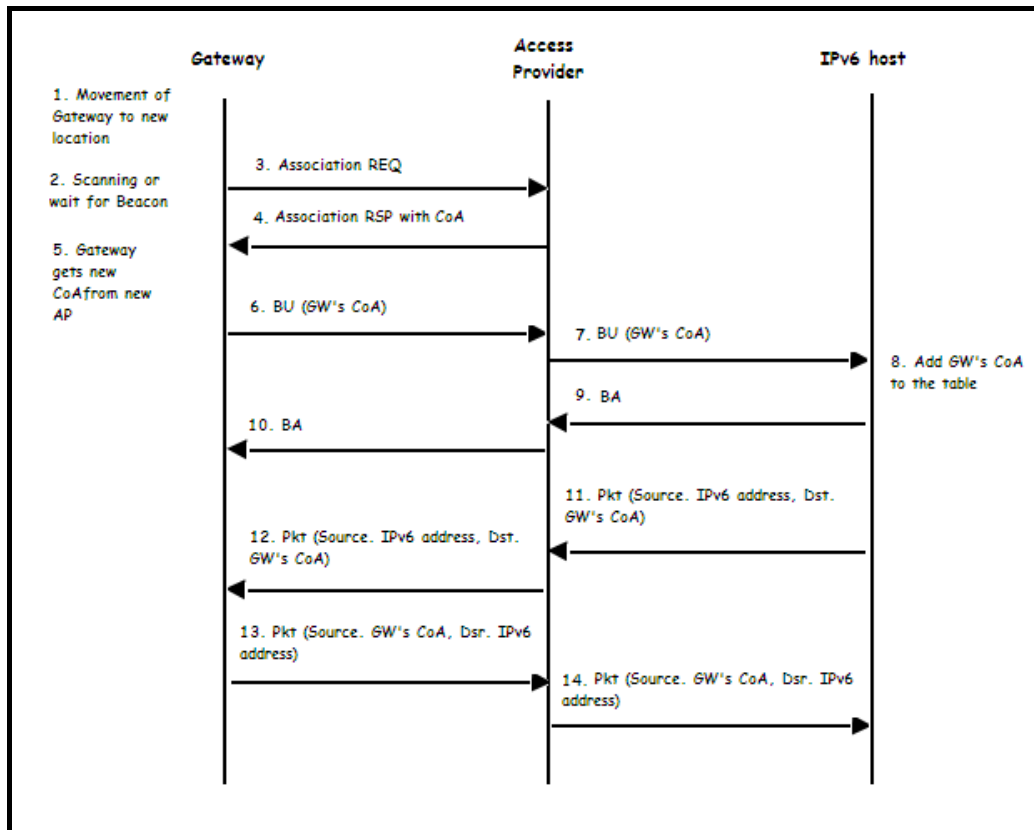 Gateway
Access
Provider
IPv6 host
1. Movement of
Gateway to new
location
2. Scanning or
wait for Beacon
3. Association REQ
4. Association RSP with CoA
5. Gateway
gets new
CoAfrom new
AP
6. BU (GW's CoA)
7. BU (GW's CoA)
8. Add GW's CoA
to the table
9. BA
10. BA
11. Pkt (Source. IPv6 address, Dst.
GW's CoA)
12. Pkt (Source. IPv6 address, Dst.
GW's CoA)
13. Pkt (Source. GW's CoA, Dsr. IPv6
address)
14. Pkt (Source. GW's CoA, Dsr. IPv6
address)